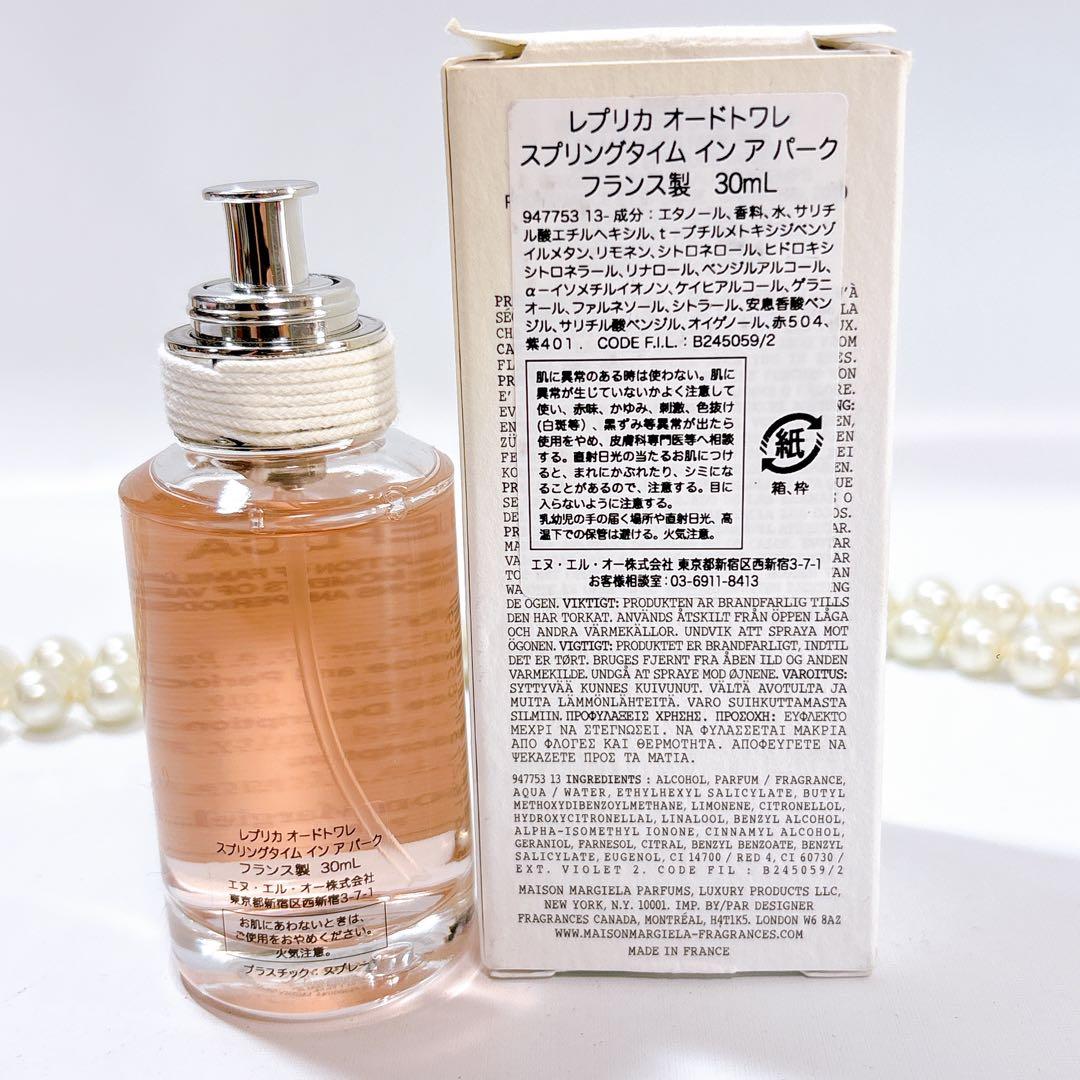 レプリカ オードトワレ
スプリングタイム イン ア パーク
フランス製 30mL
947753 13- 成分：エタノール、香料、水、サリチ
ル酸エチルヘキシル、t－ブチルメトキシジベンゾ
イルメタン、リモネン、シトロネロール、ヒドロキシ
シトロネラール、リナロール、ベンジルアルコール、
α－イソメチルイオノン、ケイヒアルコール、ゲラニ
オール、ファルネソール、シトラール、安息香酸ベン
ジル、サリチル酸ベンジル、オイゲノール、赤504、
紫401． CODE F.I.L.：B245059/2
肌に異常のある時は使わない。肌に
異常が生じていないかよく注意して
使い、赤味、かゆみ、刺激、色抜け
(白斑等)、黒ずみ等異常が出たら
使用をやめ、皮膚科専門医等へ相談
する。直射日光の当たるお肌につけ
ると、まれにかぶれたり、シミにな
ることがあるので、注意する。目に
入らないように注意する。
乳幼児の手の届く場所や直射日光、高
温下での保管は避ける。火気注意。
紙
箱、枠
エヌ・エル・オー株式会社 東京都新宿区西新宿3-7-1
お客様相談室：03-6911-8413
DE OGEN. VIKTIGT: PRODUKTEN AR BRANDFARLIG TILLS
DEN HAR TORKAT. ANVÄNDS ÅTSKILT FRÅN ÖPPEN LÅGA
OCH ANDRA VÄRMEKÄLLOR. UNDVIK ATT SPRAYA MOT
ÖGONEN. VIGTIGT: PRODUKTET ER BRANDFARLIGT, INDTIL
DET ER TØRT. BRUGES FJERNT FRA ÅBEN ILD OG ANDEN
VARMEKILDE. UNDGÅ AT SPRAYE MOD ØJNENE. VAROITUS:
SYTTYVÄÄ KUNNES KUIVUNUT. VÄLTÄ AVOTULTA JA
MUITA LÄMMÖNLÄHTEITÄ. VARO SUIHKUTTAMASTA
SILMIIN. ΠΡΟΦΥΛΑΞΕΙΣ ΧΡΗΣΗΣ. ΠΡΟΣΟΧΗ: ΕΥΦΛΕΚΤΟ
ΜΕΧΡΙ ΝΑ ΣΤΕΓΝΩΣΕΙ. ΝΑ ΦΥΛΑΣΣΕΤΑΙ ΜΑΚΡΙΑ
ΑΠΟ ΦΛΟΓΕΣ ΚΑΙ ΘΕΡΜΟΤΗΤΑ. ΑΠΟΦΕΥΓΕΤΕ ΝΑ
ΨΕΚΑΖΕΤΕ ΠΡΟΣ ΤΑ ΜΑΤΙΑ.
947753 13 INGREDIENTS : ALCOHOL, PARFUM / FRAGRANCE,
AQUA / WATER, ETHYLHEXYL SALICYLATE, BUTYL
METHOXYDIBENZOYLMETHANE, LIMONENE, CITRONELLOL,
HYDROXYCITRONELLAL, LINALOOL, BENZYL ALCOHOL,
ALPHA-ISOMETHYL IONONE, CINNAMYL ALCOHOL,
GERANIOL, FARNESOL, CITRAL, BENZYL BENZOATE, BENZYL
SALICYLATE, EUGENOL, CI 14700 / RED 4, CI 60730 /
EXT. VIOLET 2. CODE FIL : B245059/2
MAISON MARGIELA PARFUMS, LUXURY PRODUCTS LLC,
NEW YORK, N.Y. 10001. IMP. BY/PAR DESIGNER
FRAGRANCES CANADA, MONTRÉAL, H4T1K5. LONDON W6 8AZ
WWW.MAISONMARGIELA-FRAGRANCES.COM
MADE IN FRANCE
レプリカ オードトワレ
スプリングタイム イン ア パーク
フランス製 30mL
エヌ・エル・オー株式会社
東京都新宿区西新宿3-7-1
お肌にあわないときは、
ご使用をおやめください。
火気注意。
プラスチック：スプレー